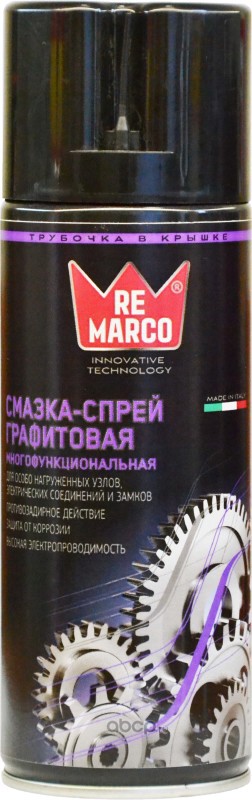 ТРУБОЧКА В КРЫШКЕ
RE
MARCO
®
INNOVATIVE
TECHNOLOGY
MADE IN ITALY
СМАЗКА-СПРЕЙ
ГРАФИТОВАЯ
МНОГОФУНКЦИОНАЛЬНАЯ
ДЛЯ ОСОБО НАГРУЖЕННЫХ УЗЛОВ,
ЭЛЕКТРИЧЕСКИХ СОЕДИНЕНИЙ И ЗАМКОВ
ПРОТИВОЗАДИРНОЕ ДЕЙСТВИЕ
ЗАЩИТА ОТ КОРРОЗИИ
ВЫСОКАЯ ЭЛЕКТРОПРОВОДИМОСТЬ
abcp